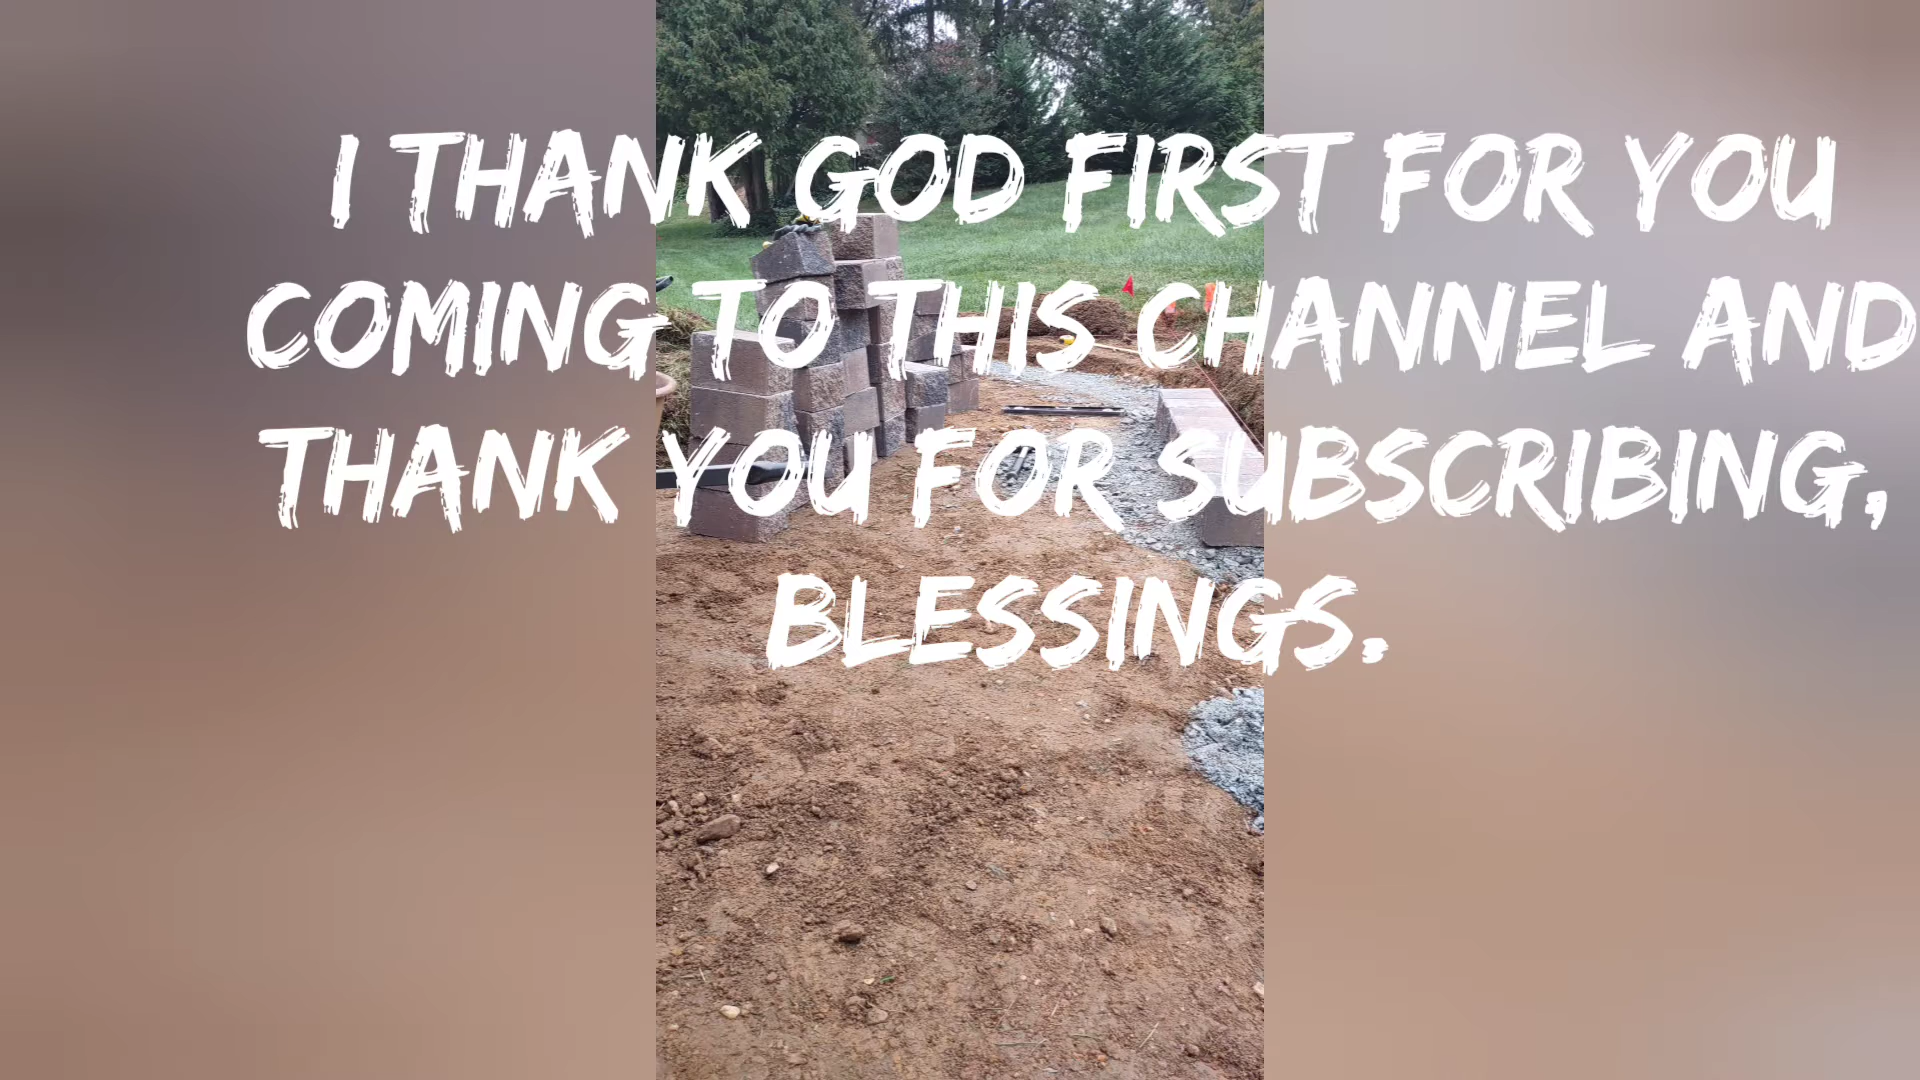 I THANK GOD FIRST FOR YOU
COMING TO THIS CHANNEL AND
THANK YOU FOR SUBSCRIBING,
BLESSINGS.